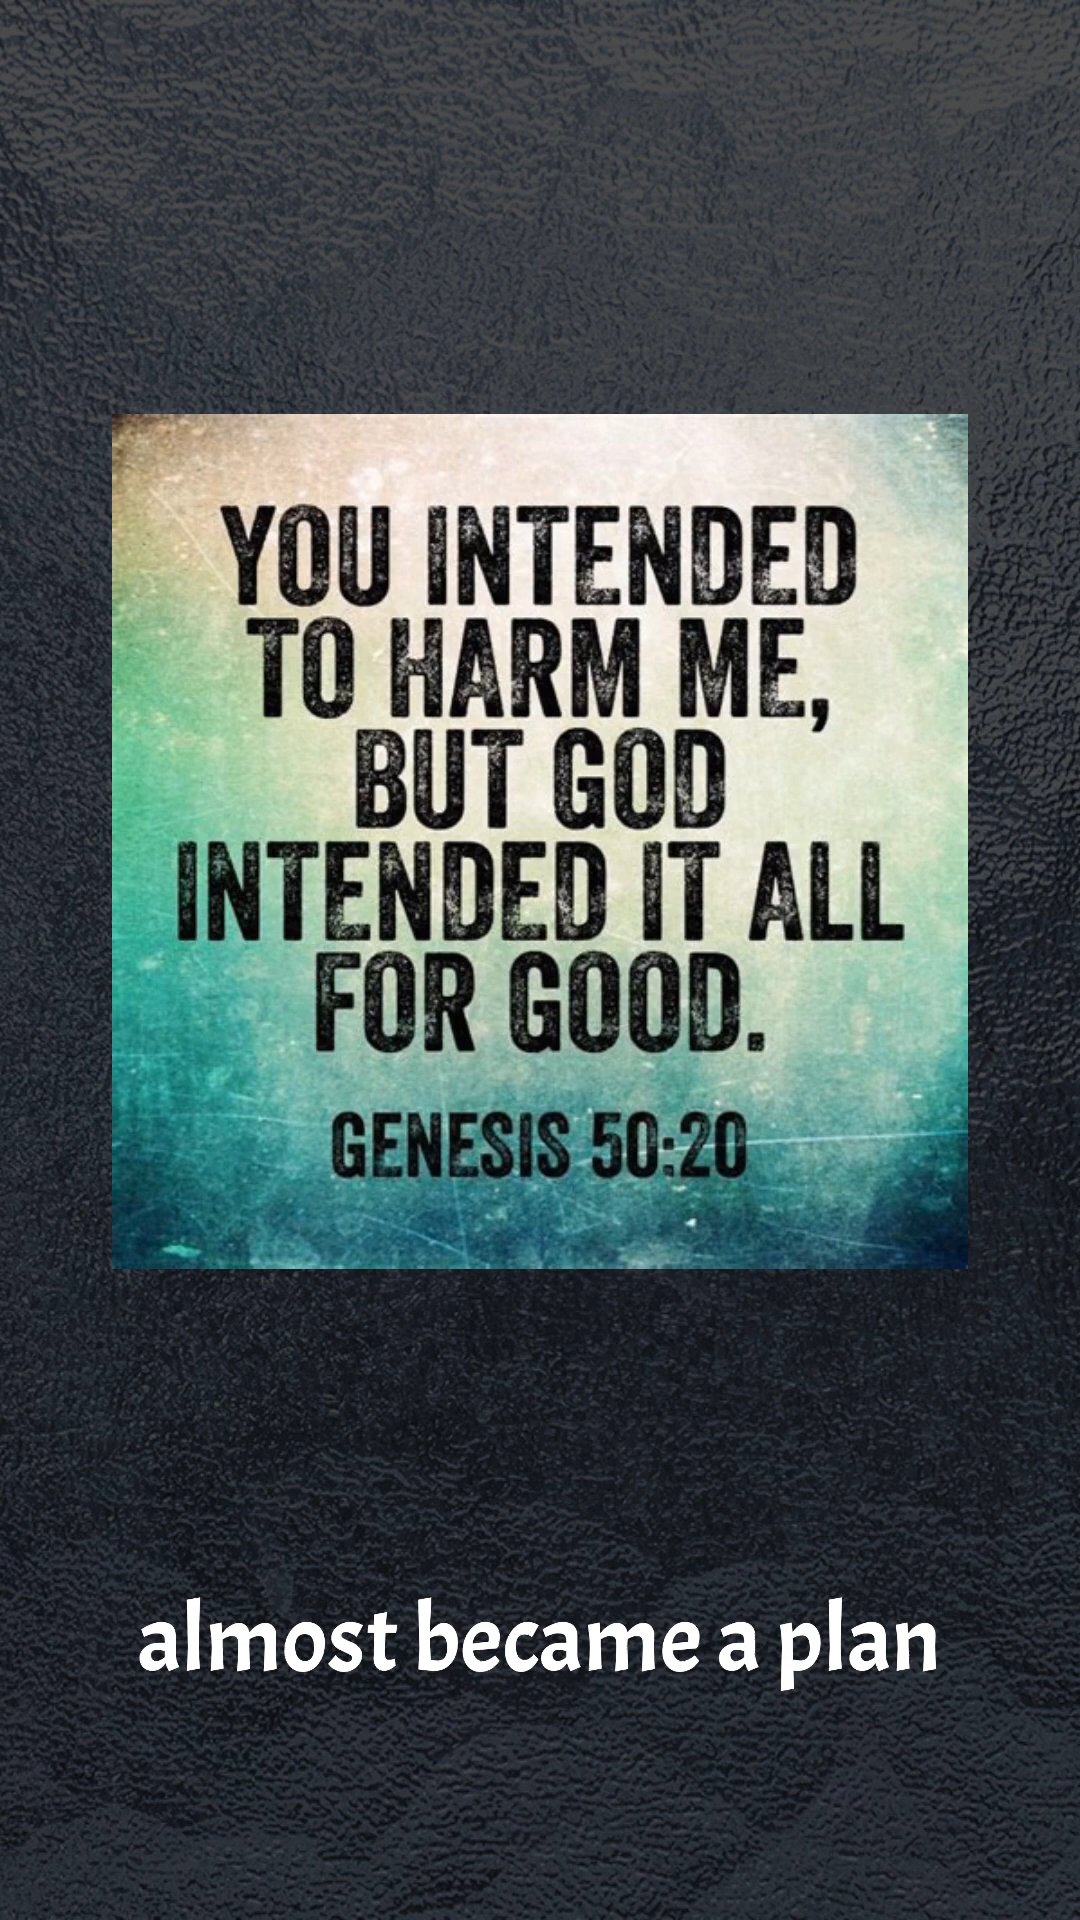 YOU INTENDED
TO HARM ME,
BUT GOD
INTENDED IT ALL
FOR GOOD.
GENESIS 50:20
almost became a plan